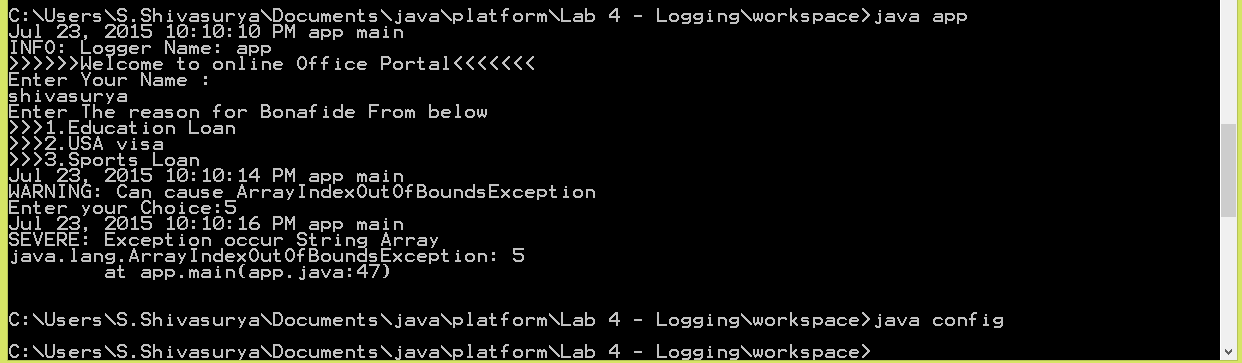 C:\Users\S.Shivasurya\Documents\java\platform\Lab 4 - Logging\workspace>java app
Jul 23, 2015 10:10:10 PM app main
INFO: Logger Name: app
>>>>>>Welcome to online Office Portal<<<<<<<
Enter Your Name :
shivasurya
Enter The reason for Bonafide From below
>>>1.Education Loan
>>>2.USA visa
>>>3.Sports Loan
Jul 23, 2015 10:10:14 PM app main
WARNING: Can cause ArrayIndexOutOfBoundsException
Enter your Choice:5
Jul 23, 2015 10:10:16 PM app main
SEVERE: Exception occur String Array
java.lang.ArrayIndexOutOfBoundsException: 5
        at app.main(app.java:47)
C:\Users\S.Shivasurya\Documents\java\platform\Lab 4 - Logging\workspace>java config
C:\Users\S.Shivasurya\Documents\java\platform\Lab 4 - Logging\workspace>